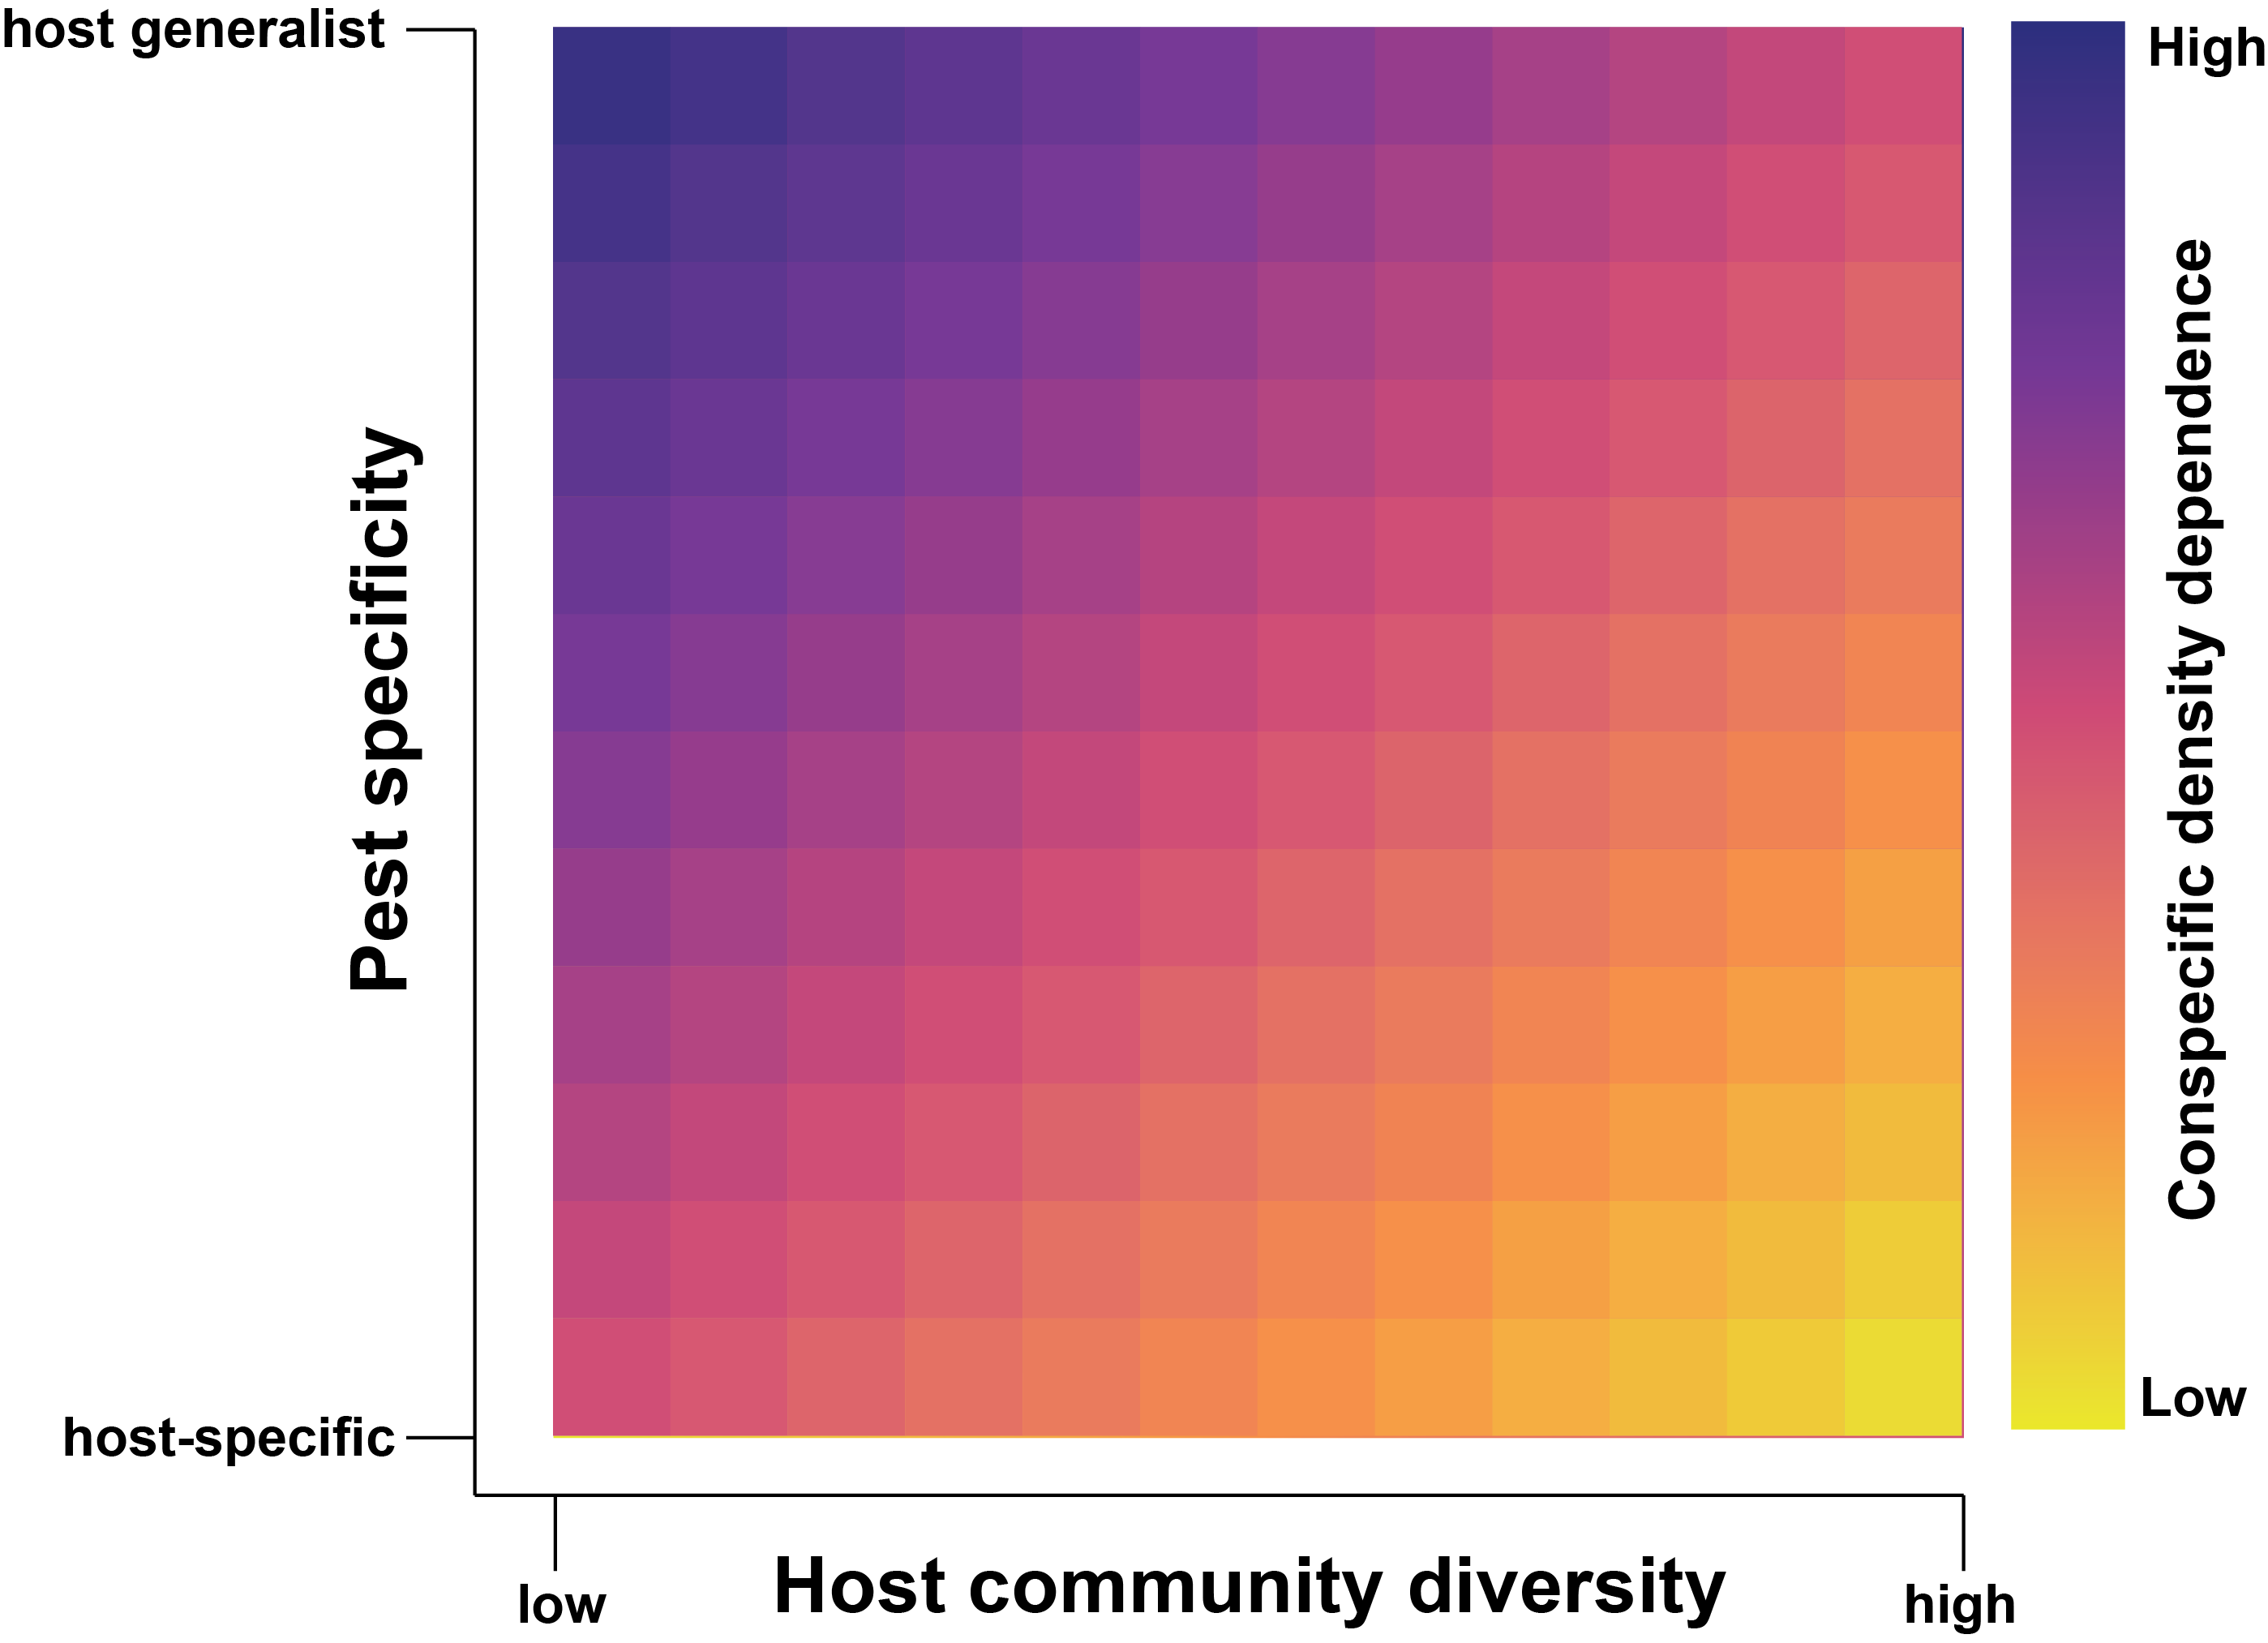 host generalist
High
Pest specificity
Conspecific density dependence
host-specific
Low
low
Host community diversity
high